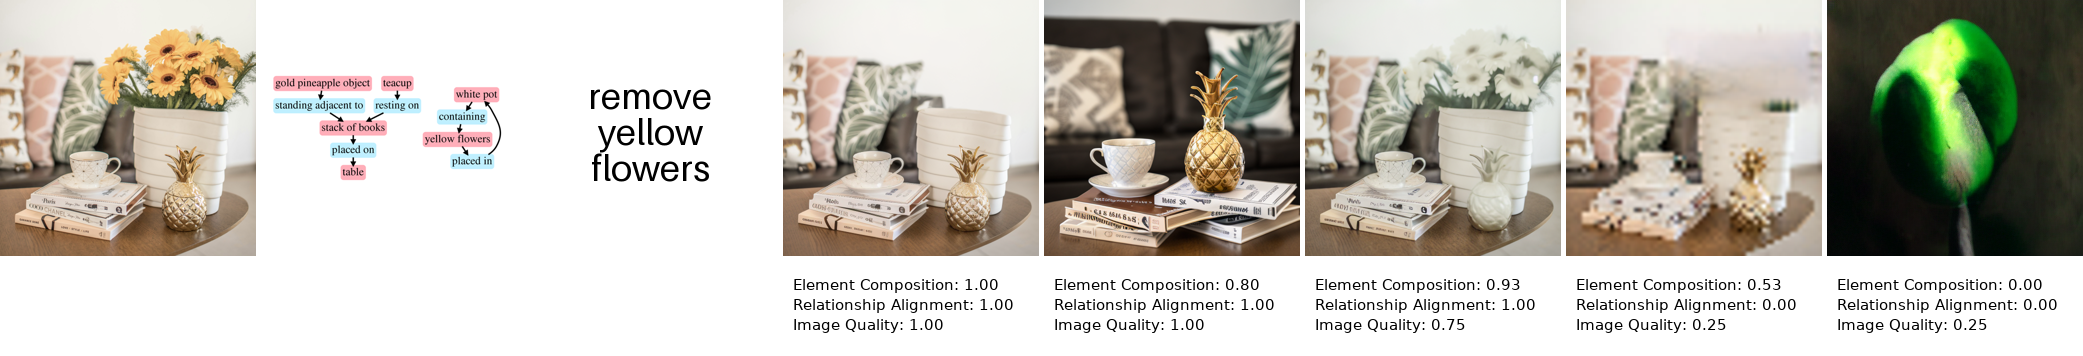 gold pineapple object
teacup
standing adjacent to
resting on
stack of books
placed on
table
white pot
containing
yellow flowers
placed in
remove
yellow
flowers
Element Composition: 1.00
Relationship Alignment: 1.00
Image Quality: 1.00
Element Composition: 0.80
Relationship Alignment: 1.00
Image Quality: 1.00
Element Composition: 0.93
Relationship Alignment: 1.00
Image Quality: 0.75
Element Composition: 0.53
Relationship Alignment: 0.00
Image Quality: 0.25
Element Composition: 0.00
Relationship Alignment: 0.00
Image Quality: 0.25